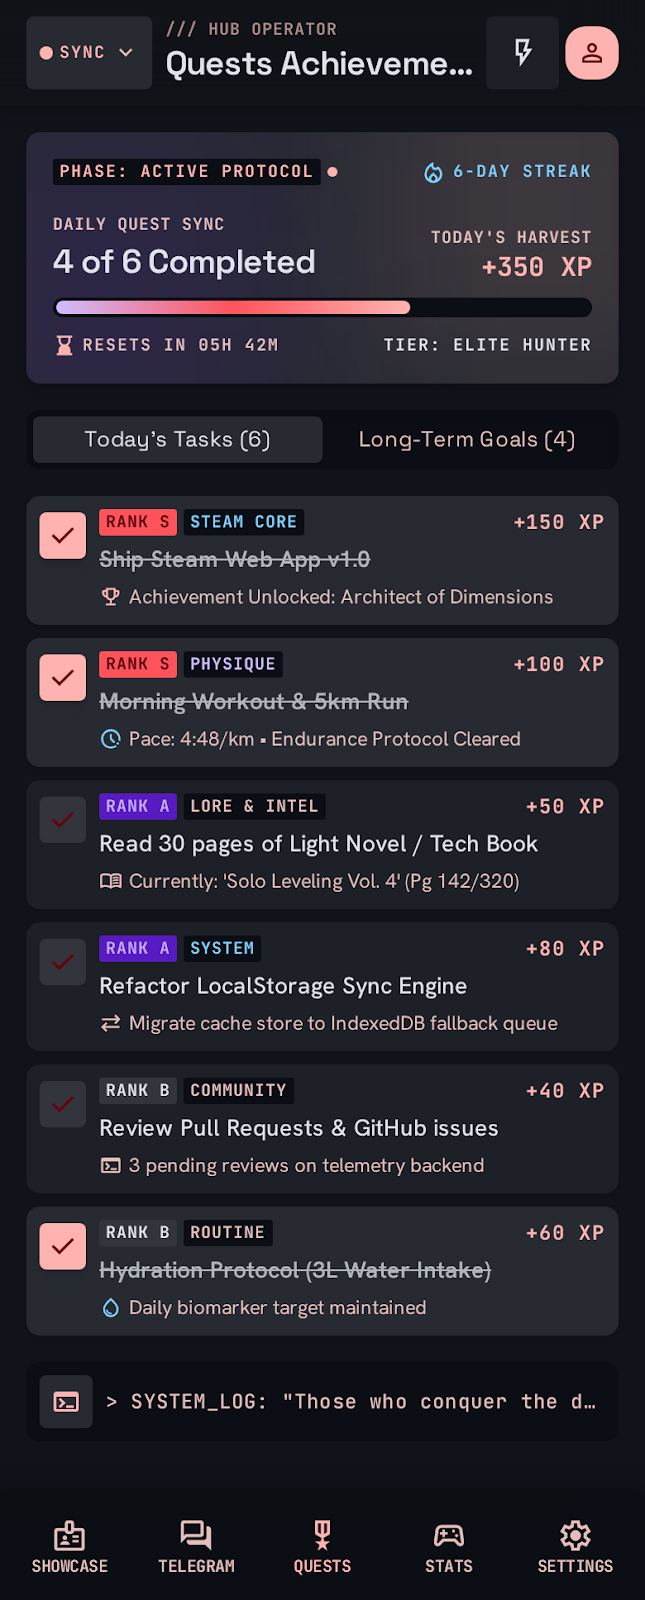 SYNC
/// HUB OPERATOR
Quests Achieveme...
PHASE: ACTIVE PROTOCOL
6-DAY STREAK
DAILY QUEST SYNC
4 of 6 Completed
TODAY'S HARVEST
+350 XP
RESETS IN 05H 42M
TIER: ELITE HUNTER
Today's Tasks (6)
Long-Term Goals (4)
RANK S STEAM CORE +150 XP
Ship Steam Web App v1.0
Achievement Unlocked: Architect of Dimensions
RANK S PHYSIQUE +100 XP
Morning Workout & 5km Run
Pace: 4:48/km • Endurance Protocol Cleared
RANK A LORE & INTEL +50 XP
Read 30 pages of Light Novel / Tech Book
Currently: 'Solo Leveling Vol. 4' (Pg 142/320)
RANK A SYSTEM +80 XP
Refactor LocalStorage Sync Engine
Migrate cache store to IndexedDB fallback queue
RANK B COMMUNITY +40 XP
Review Pull Requests & GitHub issues
3 pending reviews on telemetry backend
RANK B ROUTINE +60 XP
Hydration Protocol (3L Water Intake)
Daily biomarker target maintained
> SYSTEM_LOG: "Those who conquer the d…
SHOWCASE TELEGRAM QUESTS STATS SETTINGS